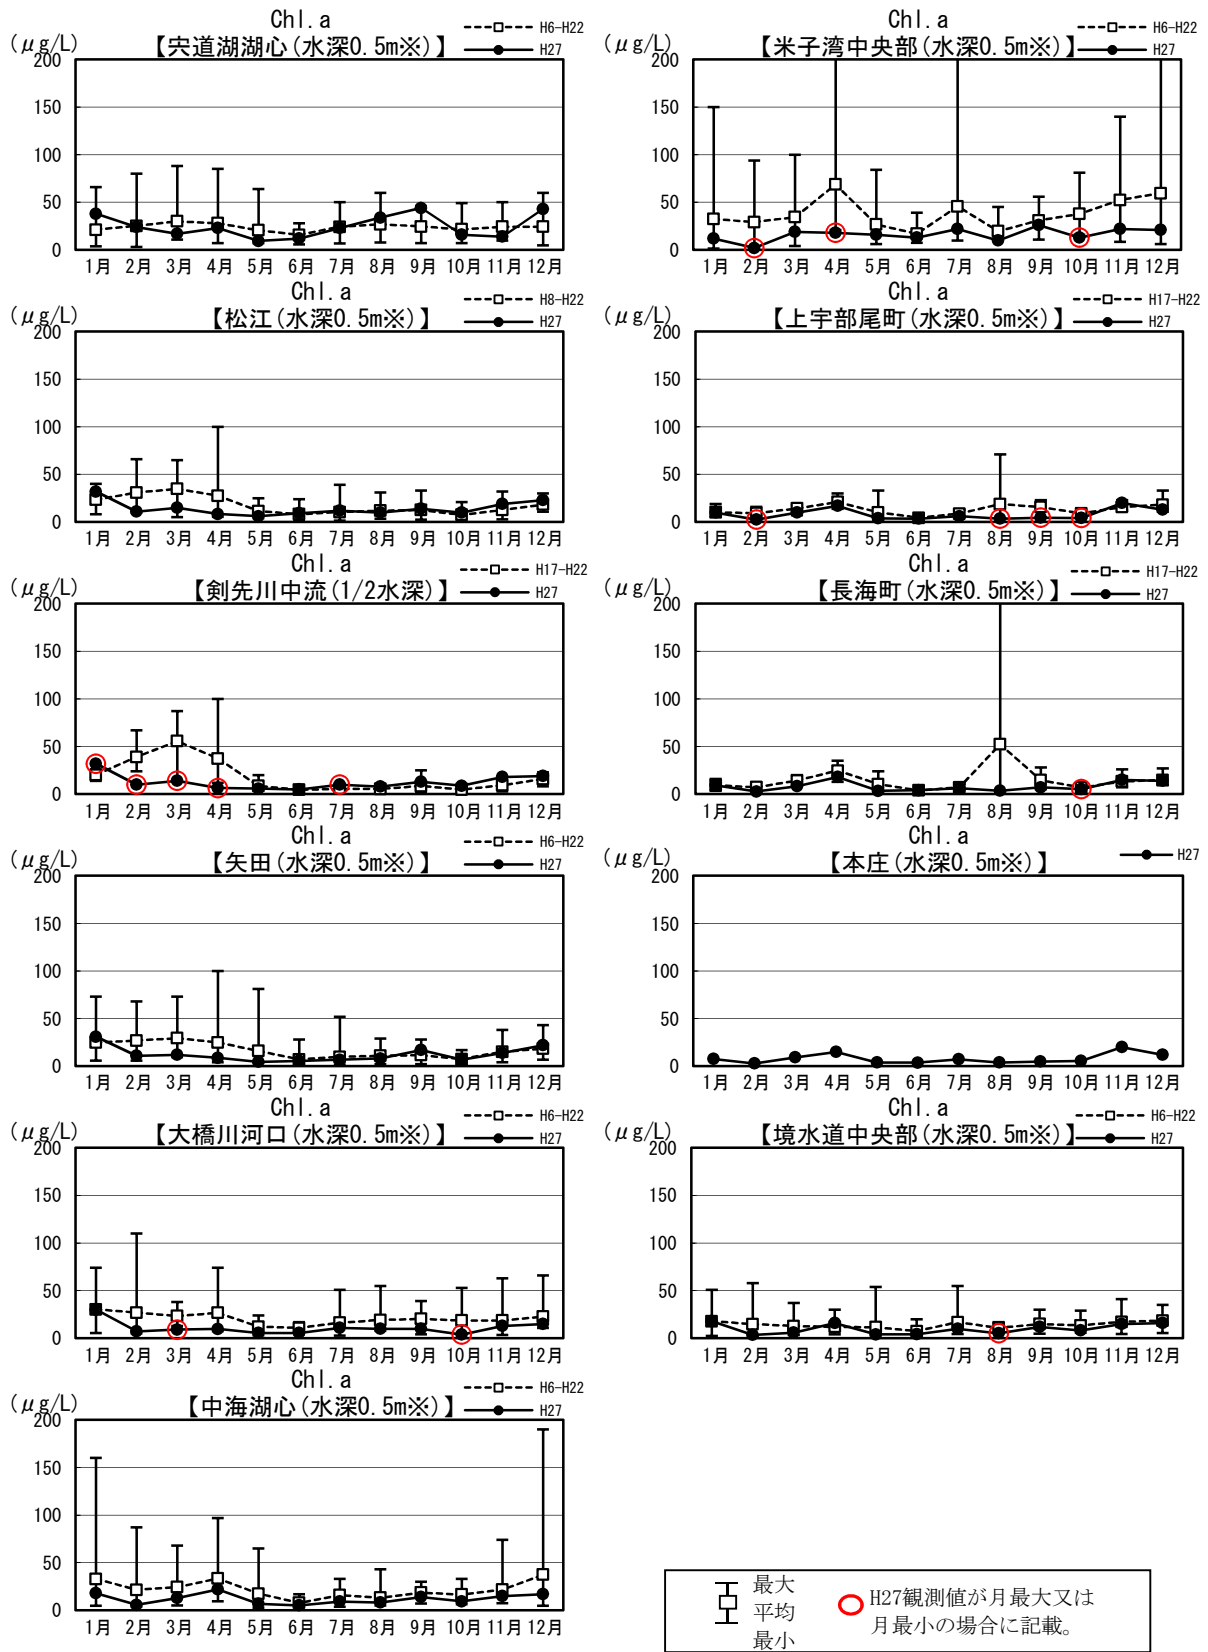 Chl.a
(μg/L)
【宍道湖湖心(水深0.5m※)】
H6-H22
H27
200
150
100
50
0
1月 2月 3月 4月 5月 6月 7月 8月 9月 10月 11月 12月
Chl.a
(μg/L)
【米子湾中央部(水深0.5m※)】
H6-H22
H27
200
150
100
50
0
1月 2月 3月 4月 5月 6月 7月 8月 9月 10月 11月 12月
Chl.a
(μg/L)
【松江(水深0.5m※)】
H8-H22
H27
200
150
100
50
0
1月 2月 3月 4月 5月 6月 7月 8月 9月 10月 11月 12月
Chl.a
(μg/L)
【上宇部尾町(水深0.5m※)】
H17-H22
H27
200
150
100
50
0
1月 2月 3月 4月 5月 6月 7月 8月 9月 10月 11月 12月
Chl.a
(μg/L)
【剣先川中流(1/2水深)】
H17-H22
H27
200
150
100
50
0
1月 2月 3月 4月 5月 6月 7月 8月 9月 10月 11月 12月
Chl.a
(μg/L)
【長海町(水深0.5m※)】
H17-H22
H27
200
150
100
50
0
1月 2月 3月 4月 5月 6月 7月 8月 9月 10月 11月 12月
Chl.a
(μg/L)
【矢田(水深0.5m※)】
H6-H22
H27
200
150
100
50
0
1月 2月 3月 4月 5月 6月 7月 8月 9月 10月 11月 12月
Chl.a
(μg/L)
【本庄(水深0.5m※)】
H27
200
150
100
50
0
1月 2月 3月 4月 5月 6月 7月 8月 9月 10月 11月 12月
Chl.a
(μg/L)
【大橋川河口(水深0.5m※)】
H6-H22
H27
200
150
100
50
0
1月 2月 3月 4月 5月 6月 7月 8月 9月 10月 11月 12月
Chl.a
(μg/L)
【境水道中央部(水深0.5m※)】
H6-H22
H27
200
150
100
50
0
1月 2月 3月 4月 5月 6月 7月 8月 9月 10月 11月 12月
Chl.a
(μg/L)
【中海湖心(水深0.5m※)】
H6-H22
H27
200
150
100
50
0
1月 2月 3月 4月 5月 6月 7月 8月 9月 10月 11月 12月
最大
平均
最小
H27観測値が月最大又は
月最小の場合に記載。